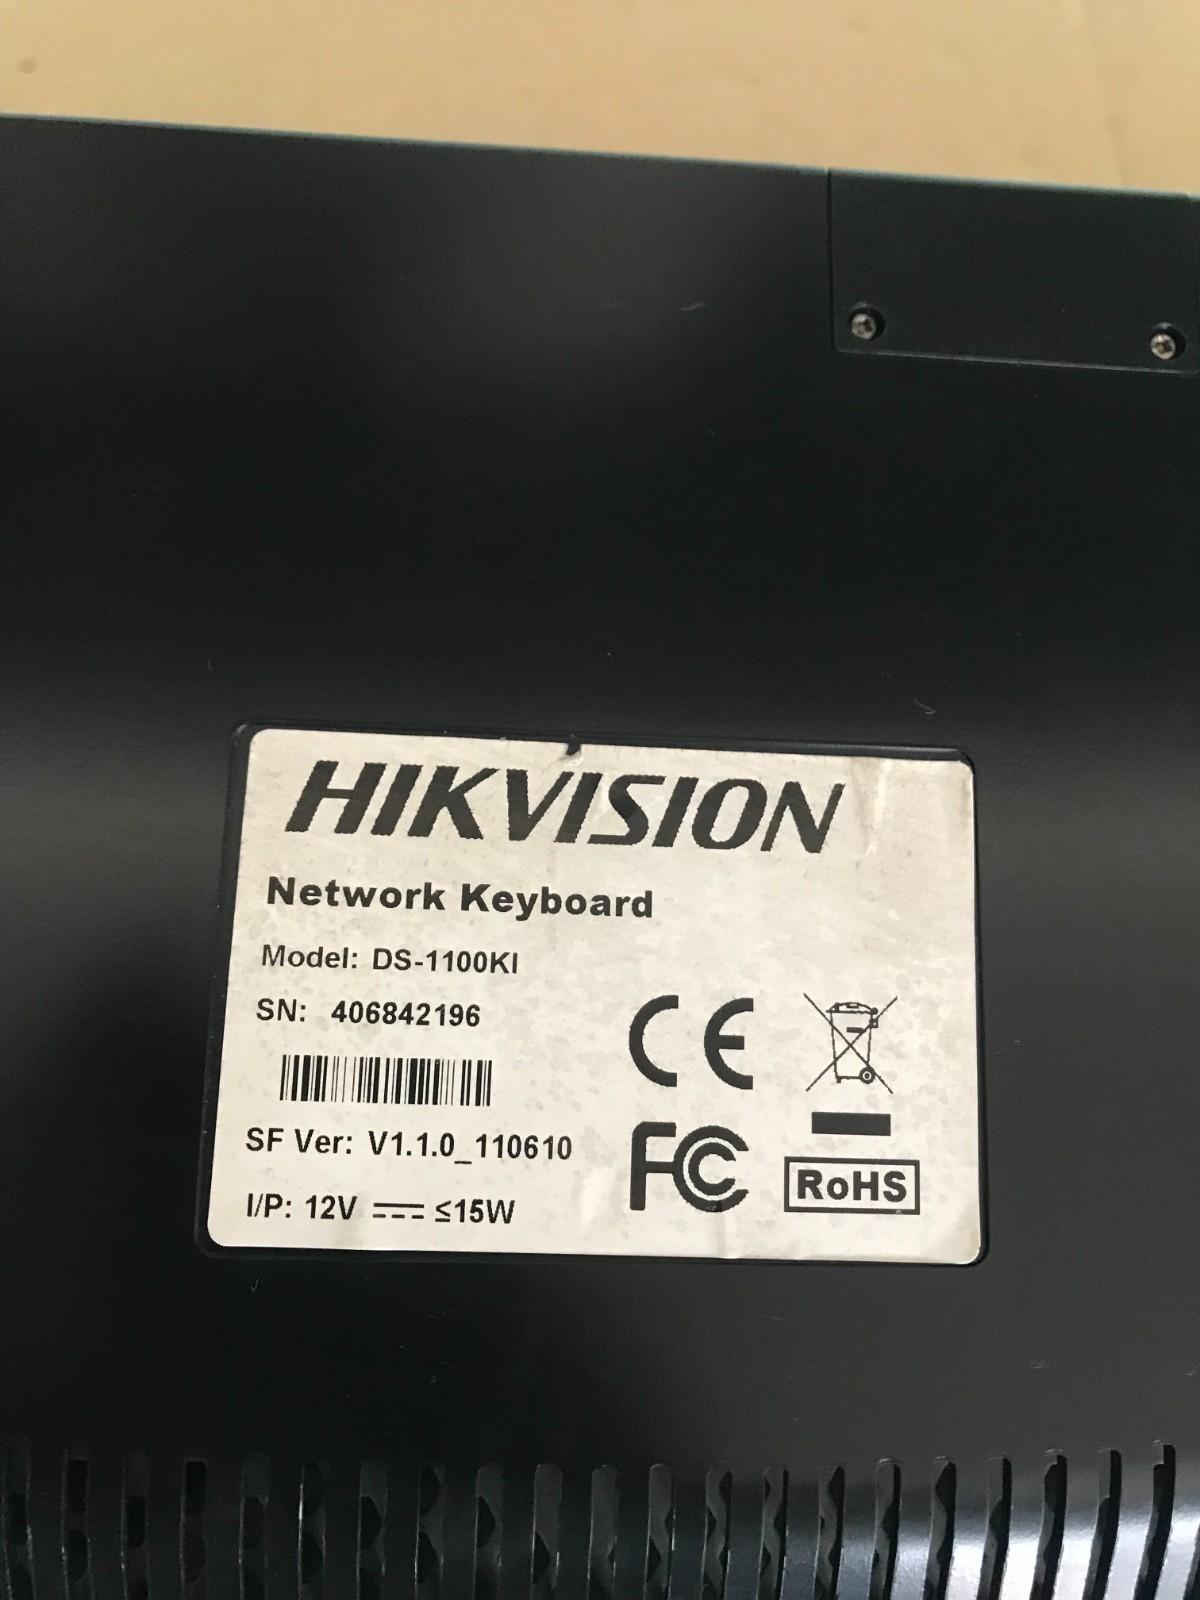 HIKVISION
Network Keyboard
Model: DS-1100KI
SN: 406842196
CE
SF Ver: V1.1.0_110610
FC
RoHS
I/P: 12V ⎓ ≤15W